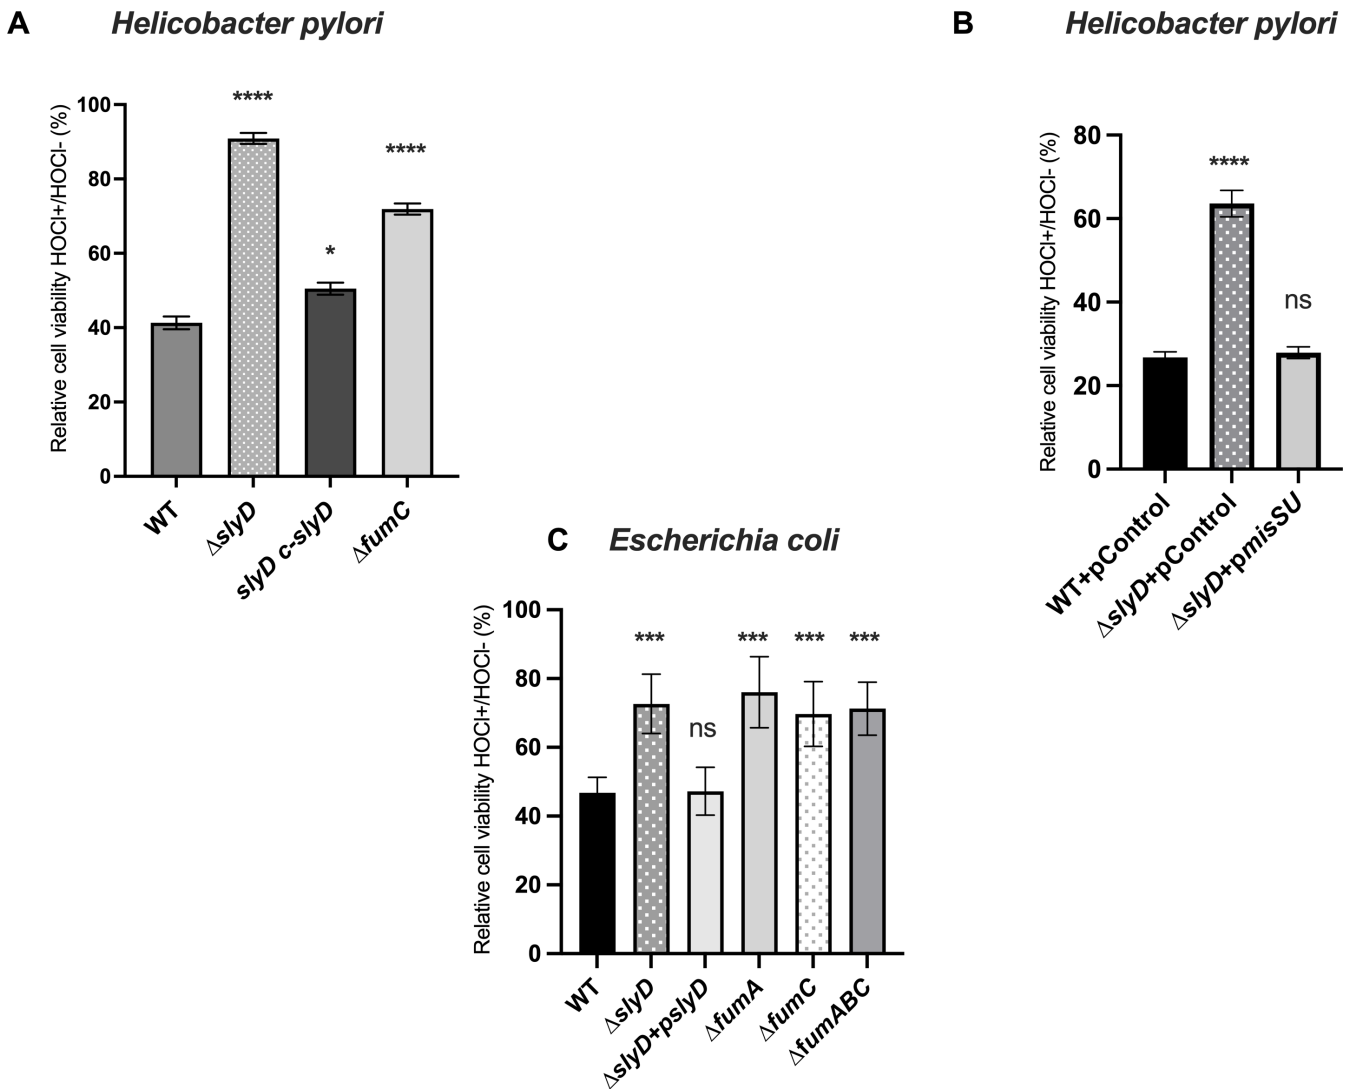 A
Helicobacter pylori
Relative cell viability HOCl+/HOCl- (%)
100
80
60
40
20
0
****
*
****
WT
ΔslyD
slyD c-slyD
ΔfumC
B
Helicobacter pylori
Relative cell viability HOCl+/HOCl- (%)
80
60
40
20
0
****
ns
WT+pControl
ΔslyD+pControl
ΔslyD+pmisSU
C
Escherichia coli
Relative cell viability HOCl+/HOCl- (%)
100
80
60
40
20
0
***
ns
***
***
***
WT
ΔslyD
ΔslyD+pslyD
ΔfumA
ΔfumC
ΔfumABC